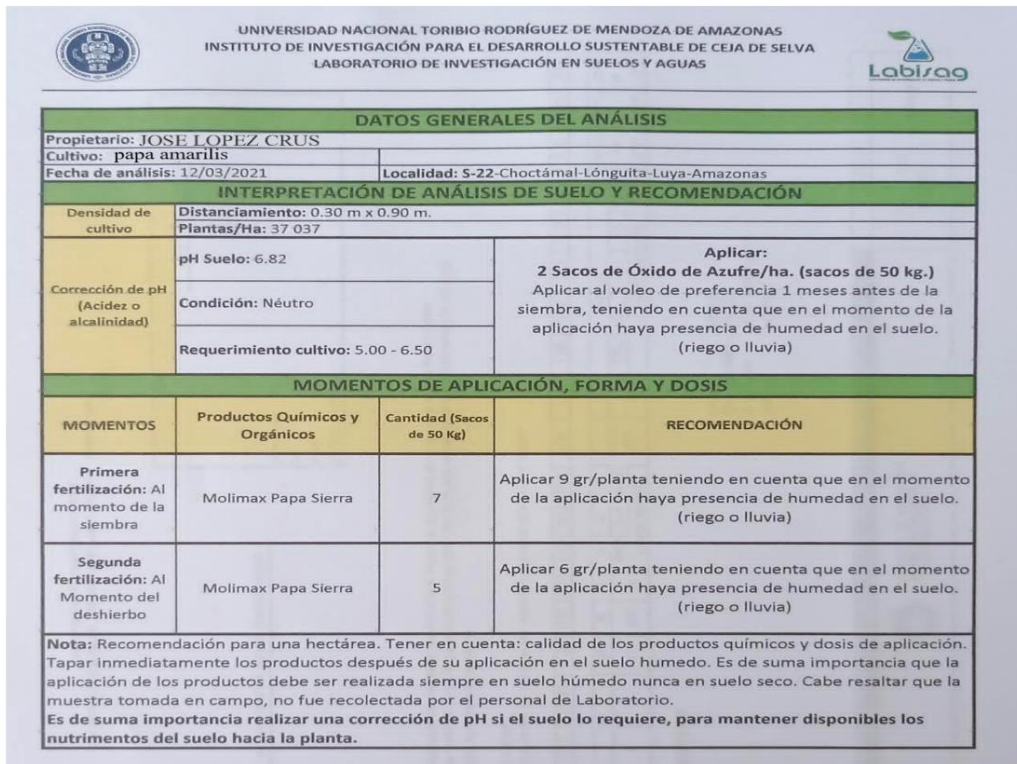 UNIVERSIDAD NACIONAL TORIBIO RODRÍGUEZ DE MENDOZA DE AMAZONAS
INSTITUTO DE INVESTIGACIÓN PARA EL DESARROLLO SUSTENTABLE DE CEJA DE SELVA
LABORATORIO DE INVESTIGACIÓN EN SUELOS Y AGUAS
Labisag
DATOS GENERALES DEL ANÁLISIS
Propietario: JOSE LOPEZ CRUS
Cultivo: papa amarilis
Fecha de análisis: 12/03/2021
Localidad: S-22-Choctámal-Lónguita-Luya-Amazonas
INTERPRETACIÓN DE ANÁLISIS DE SUELO Y RECOMENDACIÓN
Densidad de
cultivo
Distanciamiento: 0.30 m x 0.90 m.
Plantas/Ha: 37 037
Corrección de pH
(Acidez o
alcalinidad)
pH Suelo: 6.82
Condición: Néutro
Requerimiento cultivo: 5.00 - 6.50
Aplicar:
2 Sacos de Óxido de Azufre/ha. (sacos de 50 kg.)
Aplicar al voleo de preferencia 1 meses antes de la
siembra, teniendo en cuenta que en el momento de la
aplicación haya presencia de humedad en el suelo.
(riego o lluvia)
MOMENTOS DE APLICACIÓN, FORMA Y DOSIS
MOMENTOS
Productos Químicos y
Orgánicos
Cantidad (Sacos
de 50 Kg)
RECOMENDACIÓN
Primera
fertilización: Al
momento de la
siembra
Molimax Papa Sierra
7
Aplicar 9 gr/planta teniendo en cuenta que en el momento
de la aplicación haya presencia de humedad en el suelo.
(riego o lluvia)
Segunda
fertilización: Al
Momento del
deshierbo
Molimax Papa Sierra
5
Aplicar 6 gr/planta teniendo en cuenta que en el momento
de la aplicación haya presencia de humedad en el suelo.
(riego o lluvia)
Nota: Recomendación para una hectárea. Tener en cuenta: calidad de los productos químicos y dosis de aplicación.
Tapar inmediatamente los productos después de su aplicación en el suelo humedo. Es de suma importancia que la
aplicación de los productos debe ser realizada siempre en suelo húmedo nunca en suelo seco. Cabe resaltar que la
muestra tomada en campo, no fue recolectada por el personal de Laboratorio.
Es de suma importancia realizar una corrección de pH si el suelo lo requiere, para mantener disponibles los
nutrimentos del suelo hacia la planta.